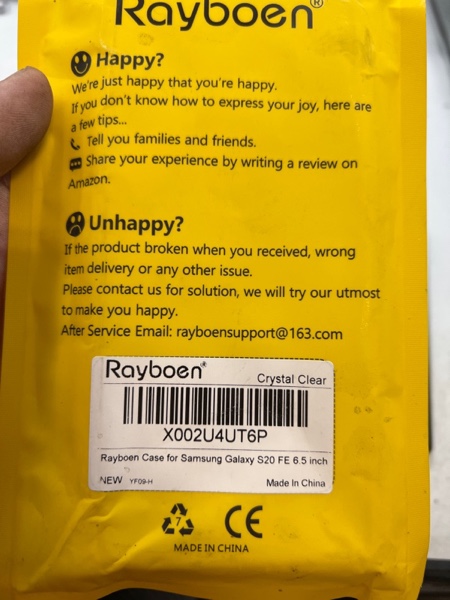 Rayboen®
Happy?
We're just happy that you're happy.
If you don't know how to express your joy, here are
a few tips...
Tell you families and friends.
Share your experience by writing a review on
Amazon.
Unhappy?
If the product broken when you received, wrong
item delivery or any other issue.
Please contact us for solution, we will try our utmost
to make you happy.
After Service Email: rayboensupport@163.com
Rayboen®
Crystal Clear
X002U4UT6P
Rayboen Case for Samsung Galaxy S20 FE 6.5 inch
NEW YF09-H Made In China
7 CE
MADE IN CHINA